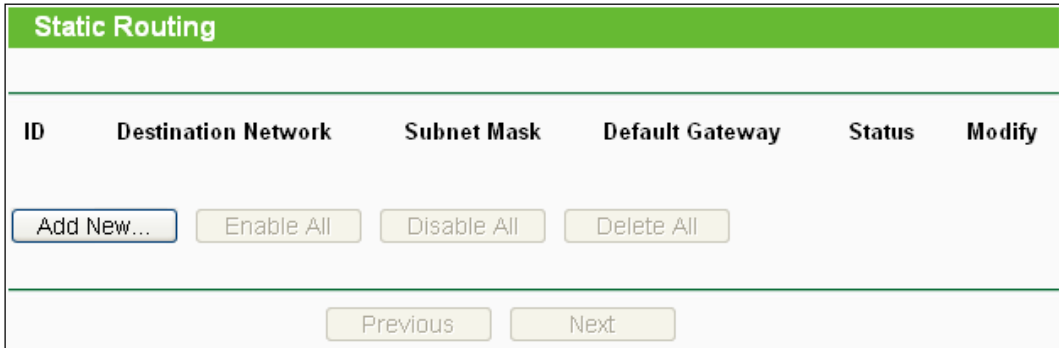 Static Routing
ID Destination Network Subnet Mask Default Gateway Status Modify
Add New... Enable All Disable All Delete All
Previous Next